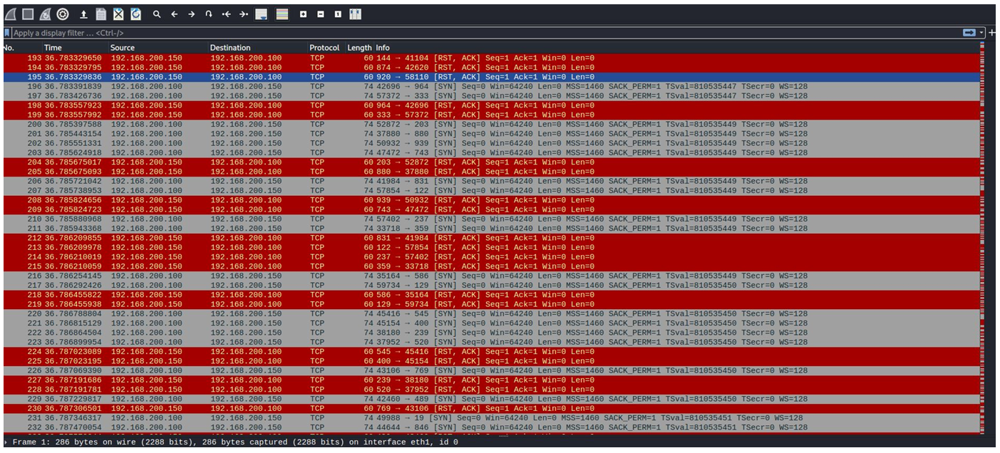 Apply a display filter ... <Ctrl-/>
No. Time Source Destination Protocol Length Info
193 36.783329650 192.168.200.150 192.168.200.100 TCP 60 144 → 41104 [RST, ACK] Seq=1 Ack=1 Win=0 Len=0
194 36.783329795 192.168.200.150 192.168.200.100 TCP 60 874 → 42620 [RST, ACK] Seq=1 Ack=1 Win=0 Len=0
195 36.783329836 192.168.200.150 192.168.200.100 TCP 60 920 → 58110 [RST, ACK] Seq=1 Ack=1 Win=0 Len=0
196 36.783391839 192.168.200.100 192.168.200.150 TCP 74 42696 → 964 [SYN] Seq=0 Win=64240 Len=0 MSS=1460 SACK_PERM=1 TSval=810535447 TSecr=0 WS=128
197 36.783426736 192.168.200.100 192.168.200.150 TCP 74 57372 → 333 [SYN] Seq=0 Win=64240 Len=0 MSS=1460 SACK_PERM=1 TSval=810535447 TSecr=0 WS=128
198 36.783557923 192.168.200.150 192.168.200.100 TCP 60 964 → 42696 [RST, ACK] Seq=1 Ack=1 Win=0 Len=0
199 36.783557992 192.168.200.150 192.168.200.100 TCP 60 333 → 57372 [RST, ACK] Seq=1 Ack=1 Win=0 Len=0
200 36.785397588 192.168.200.100 192.168.200.150 TCP 74 52872 → 203 [SYN] Seq=0 Win=64240 Len=0 MSS=1460 SACK_PERM=1 TSval=810535449 TSecr=0 WS=128
201 36.785443154 192.168.200.100 192.168.200.150 TCP 74 37880 → 880 [SYN] Seq=0 Win=64240 Len=0 MSS=1460 SACK_PERM=1 TSval=810535449 TSecr=0 WS=128
202 36.785551331 192.168.200.100 192.168.200.150 TCP 74 50932 → 939 [SYN] Seq=0 Win=64240 Len=0 MSS=1460 SACK_PERM=1 TSval=810535449 TSecr=0 WS=128
203 36.785624918 192.168.200.100 192.168.200.150 TCP 74 47472 → 743 [SYN] Seq=0 Win=64240 Len=0 MSS=1460 SACK_PERM=1 TSval=810535449 TSecr=0 WS=128
204 36.785675017 192.168.200.150 192.168.200.100 TCP 60 203 → 52872 [RST, ACK] Seq=1 Ack=1 Win=0 Len=0
205 36.785675093 192.168.200.150 192.168.200.100 TCP 60 880 → 37880 [RST, ACK] Seq=1 Ack=1 Win=0 Len=0
206 36.785721042 192.168.200.100 192.168.200.150 TCP 74 41984 → 831 [SYN] Seq=0 Win=64240 Len=0 MSS=1460 SACK_PERM=1 TSval=810535449 TSecr=0 WS=128
207 36.785738953 192.168.200.100 192.168.200.150 TCP 74 57854 → 122 [SYN] Seq=0 Win=64240 Len=0 MSS=1460 SACK_PERM=1 TSval=810535449 TSecr=0 WS=128
208 36.785824656 192.168.200.150 192.168.200.100 TCP 60 939 → 50932 [RST, ACK] Seq=1 Ack=1 Win=0 Len=0
209 36.785824723 192.168.200.150 192.168.200.100 TCP 60 743 → 47472 [RST, ACK] Seq=1 Ack=1 Win=0 Len=0
210 36.785880968 192.168.200.100 192.168.200.150 TCP 74 57402 → 237 [SYN] Seq=0 Win=64240 Len=0 MSS=1460 SACK_PERM=1 TSval=810535449 TSecr=0 WS=128
211 36.785943368 192.168.200.100 192.168.200.150 TCP 74 33718 → 359 [SYN] Seq=0 Win=64240 Len=0 MSS=1460 SACK_PERM=1 TSval=810535449 TSecr=0 WS=128
212 36.786209855 192.168.200.150 192.168.200.100 TCP 60 831 → 41984 [RST, ACK] Seq=1 Ack=1 Win=0 Len=0
213 36.786209978 192.168.200.150 192.168.200.100 TCP 60 122 → 57854 [RST, ACK] Seq=1 Ack=1 Win=0 Len=0
214 36.786210019 192.168.200.150 192.168.200.100 TCP 60 237 → 57402 [RST, ACK] Seq=1 Ack=1 Win=0 Len=0
215 36.786210059 192.168.200.150 192.168.200.100 TCP 60 359 → 33718 [RST, ACK] Seq=1 Ack=1 Win=0 Len=0
216 36.786254145 192.168.200.100 192.168.200.150 TCP 74 35164 → 586 [SYN] Seq=0 Win=64240 Len=0 MSS=1460 SACK_PERM=1 TSval=810535449 TSecr=0 WS=128
217 36.786292426 192.168.200.100 192.168.200.150 TCP 74 59734 → 129 [SYN] Seq=0 Win=64240 Len=0 MSS=1460 SACK_PERM=1 TSval=810535450 TSecr=0 WS=128
218 36.786455822 192.168.200.150 192.168.200.100 TCP 60 586 → 35164 [RST, ACK] Seq=1 Ack=1 Win=0 Len=0
219 36.786455938 192.168.200.150 192.168.200.100 TCP 60 129 → 59734 [RST, ACK] Seq=1 Ack=1 Win=0 Len=0
220 36.786788804 192.168.200.100 192.168.200.150 TCP 74 45416 → 545 [SYN] Seq=0 Win=64240 Len=0 MSS=1460 SACK_PERM=1 TSval=810535450 TSecr=0 WS=128
221 36.786815129 192.168.200.100 192.168.200.150 TCP 74 45154 → 400 [SYN] Seq=0 Win=64240 Len=0 MSS=1460 SACK_PERM=1 TSval=810535450 TSecr=0 WS=128
222 36.786864504 192.168.200.100 192.168.200.150 TCP 74 38180 → 239 [SYN] Seq=0 Win=64240 Len=0 MSS=1460 SACK_PERM=1 TSval=810535450 TSecr=0 WS=128
223 36.786899954 192.168.200.100 192.168.200.150 TCP 74 37952 → 520 [SYN] Seq=0 Win=64240 Len=0 MSS=1460 SACK_PERM=1 TSval=810535450 TSecr=0 WS=128
224 36.787023089 192.168.200.150 192.168.200.100 TCP 60 545 → 45416 [RST, ACK] Seq=1 Ack=1 Win=0 Len=0
225 36.787023195 192.168.200.150 192.168.200.100 TCP 60 400 → 45154 [RST, ACK] Seq=1 Ack=1 Win=0 Len=0
226 36.787069390 192.168.200.100 192.168.200.150 TCP 74 43106 → 769 [SYN] Seq=0 Win=64240 Len=0 MSS=1460 SACK_PERM=1 TSval=810535450 TSecr=0 WS=128
227 36.787191686 192.168.200.150 192.168.200.100 TCP 60 239 → 38180 [RST, ACK] Seq=1 Ack=1 Win=0 Len=0
228 36.787191781 192.168.200.150 192.168.200.100 TCP 60 520 → 37952 [RST, ACK] Seq=1 Ack=1 Win=0 Len=0
229 36.787229817 192.168.200.100 192.168.200.150 TCP 74 42460 → 489 [SYN] Seq=0 Win=64240 Len=0 MSS=1460 SACK_PERM=1 TSval=810535450 TSecr=0 WS=128
230 36.787306501 192.168.200.150 192.168.200.100 TCP 60 769 → 43106 [RST, ACK] Seq=1 Ack=1 Win=0 Len=0
231 36.787346317 192.168.200.100 192.168.200.150 TCP 74 49988 → 19 [SYN] Seq=0 Win=64240 Len=0 MSS=1460 SACK_PERM=1 TSval=810535451 TSecr=0 WS=128
232 36.787470054 192.168.200.100 192.168.200.150 TCP 74 44644 → 846 [SYN] Seq=0 Win=64240 Len=0 MSS=1460 SACK_PERM=1 TSval=810535451 TSecr=0 WS=128
Frame 1: 286 bytes on wire (2288 bits), 286 bytes captured (2288 bits) on interface eth1, id 0